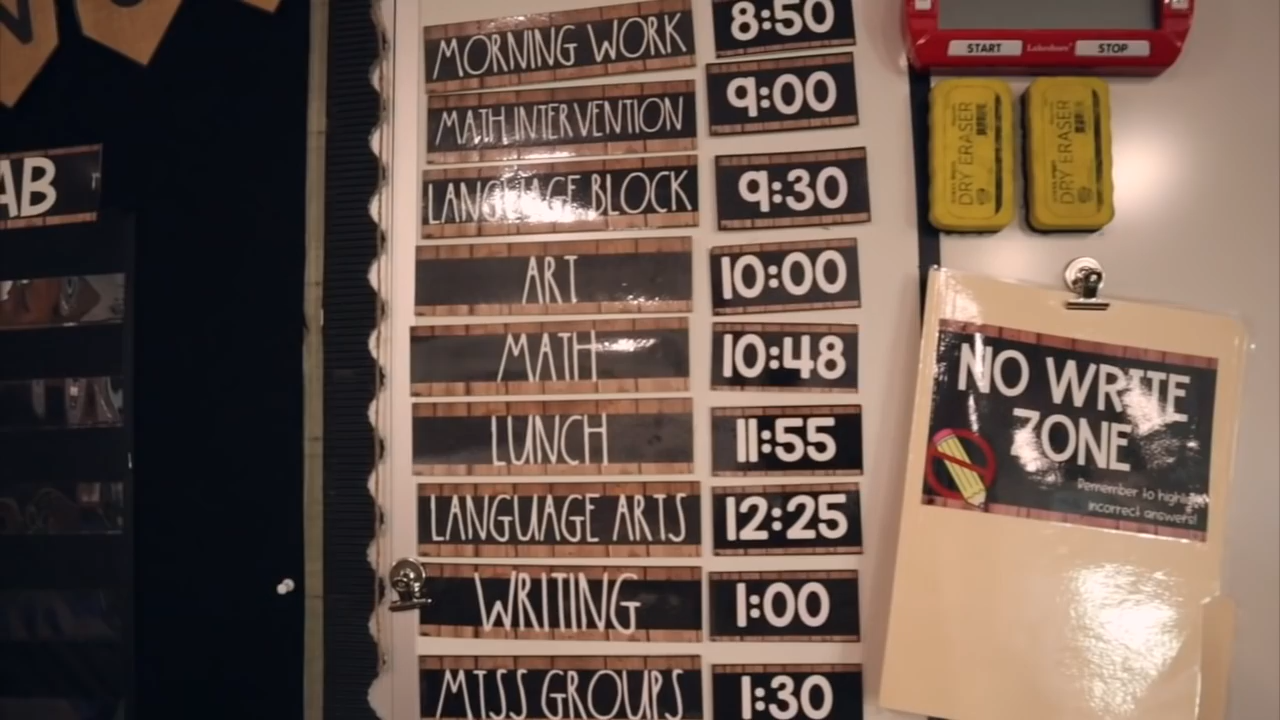 MORNING WORK 8:50
MATH INTERVENTION 9:00
LANGUAGE BLOCK 9:30
ART 10:00
MATH 10:48
LUNCH 11:55
LANGUAGE ARTS 12:25
WRITING 1:00
MTSS GROUPS 1:30
AB
START Lakeshore STOP
DRY ERASER
DRY ERASER
NO WRITE
ZONE
Remember to highlight
incorrect answers!